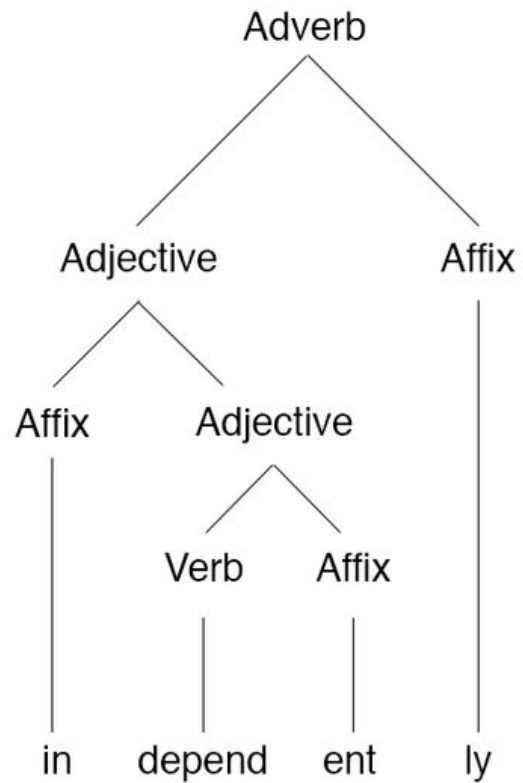 Adverb
Adjective Affix
Affix Adjective
Verb Affix
in depend ent ly